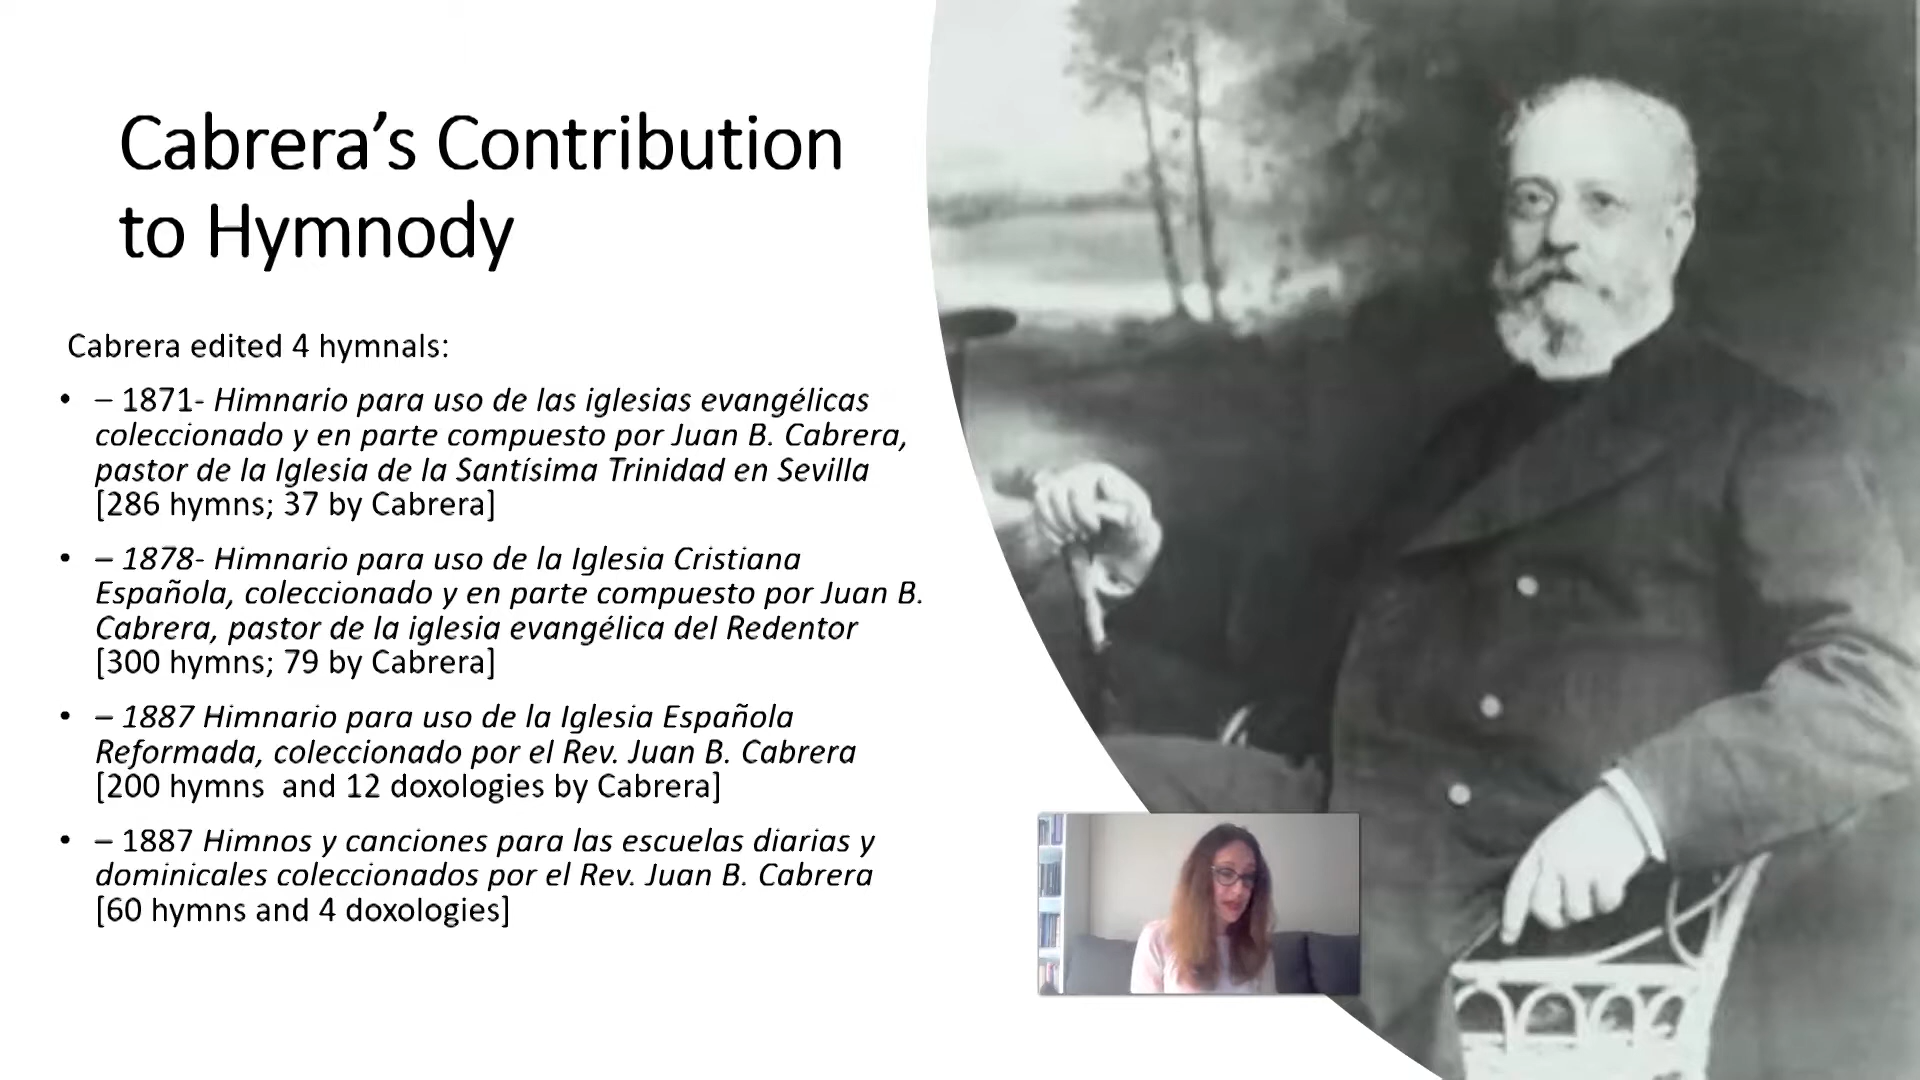 Cabrera’s Contribution
to Hymnody
Cabrera edited 4 hymnals:
• – 1871- Himnario para uso de las iglesias evangélicas
coleccionado y en parte compuesto por Juan B. Cabrera,
pastor de la Iglesia de la Santísima Trinidad en Sevilla
[286 hymns; 37 by Cabrera]
• – 1878- Himnario para uso de la Iglesia Cristiana
Española, coleccionado y en parte compuesto por Juan B.
Cabrera, pastor de la iglesia evangélica del Redentor
[300 hymns; 79 by Cabrera]
• – 1887 Himnario para uso de la Iglesia Española
Reformada, coleccionado por el Rev. Juan B. Cabrera
[200 hymns  and 12 doxologies by Cabrera]
• – 1887 Himnos y canciones para las escuelas diarias y
dominicales coleccionados por el Rev. Juan B. Cabrera
[60 hymns and 4 doxologies]